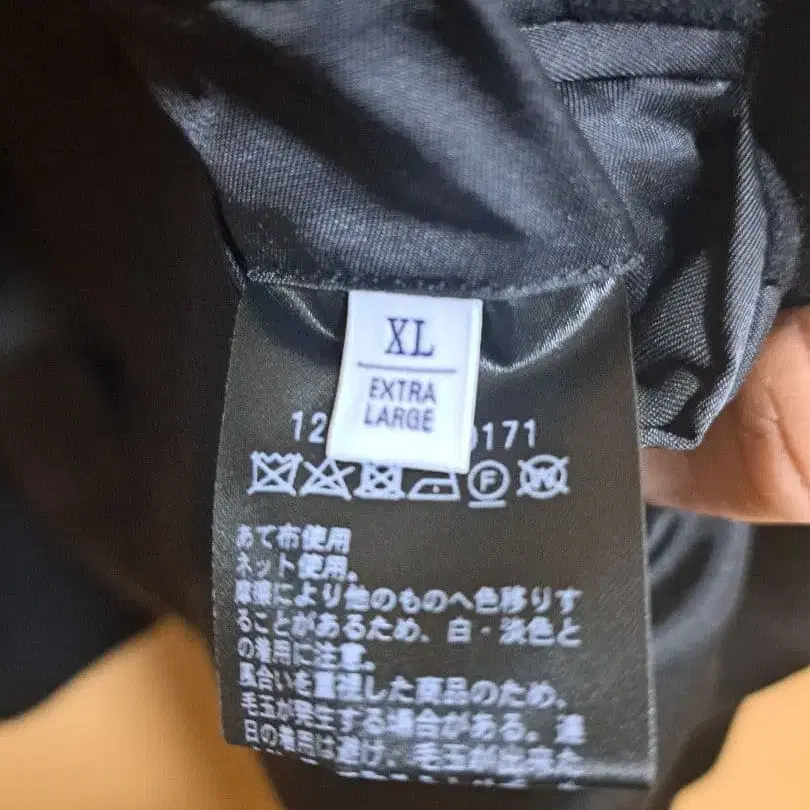 XL
EXTRA
LARGE
12
0171
F
W
あて布使用
ネット使用。
摩擦により他のものへ色移りす
ることがあるため、白・淡色と
の着用に注意。
風合いを重視した商品のため、
毛玉が発生する場合がある。連
日の着用は避け、毛玉が出来た